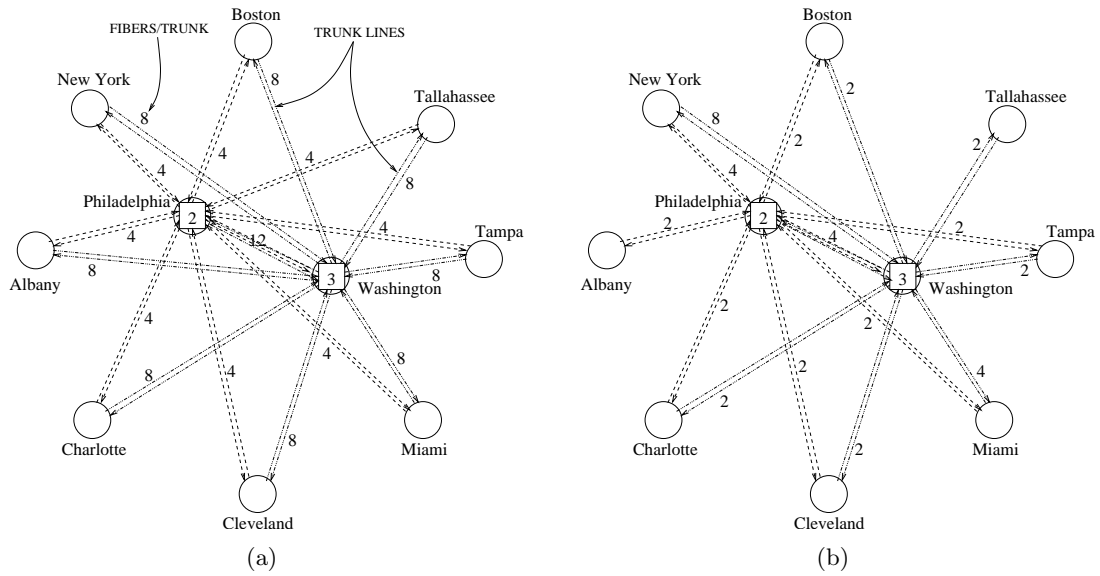 Boston
FIBERS/TRUNK
TRUNK LINES
New York
8
Tallahassee
8
4
4
4
8
Philadelphia
2
12
4
4
8
3
8
Tampa
Albany
Washington
4
4
8
8
4
8
Charlotte
Miami
Cleveland
(a)
Boston
New York
2
Tallahassee
8
2
2
4
Philadelphia
2
2
4
2
3
2
Tampa
Albany
Washington
2
2
2
4
2
2
Charlotte
Miami
Cleveland
(b)